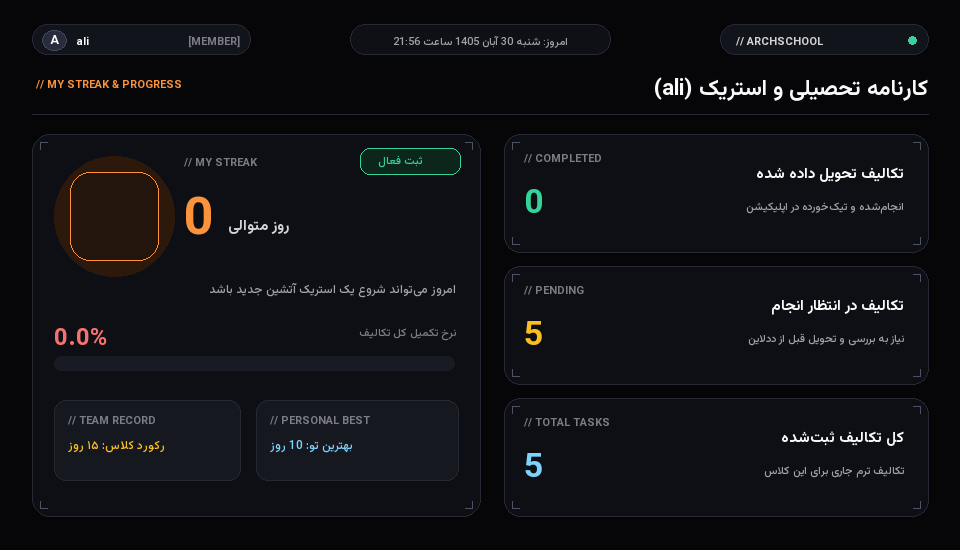 A ali [MEMBER]
امروز: شنبه 30 آبان 1405 ساعت 21:56
// ARCHSCHOOL
// MY STREAK & PROGRESS
کارنامه تحصیلی و استریک (ali)
// MY STREAK
ثبت فعال
0 روز متوالی
امروز می‌تواند شروع یک استریک آتشین جدید باشد
نرخ تکمیل کل تکالیف
0.0%
// TEAM RECORD
رکورد کلاس: ۱۵ روز
// PERSONAL BEST
بهترین تو: 10 روز
// COMPLETED
تکالیف تحویل داده شده
0
انجام‌شده و تیک‌خورده در اپلیکیشن
// PENDING
تکالیف در انتظار انجام
5
نیاز به بررسی و تحویل قبل از ددلاین
// TOTAL TASKS
کل تکالیف ثبت‌شده
5
تکالیف ترم جاری برای این کلاس